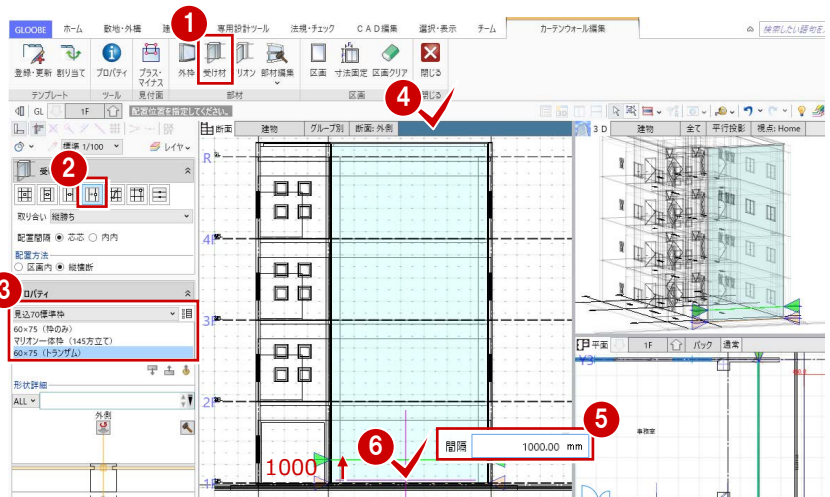 GLOOBE ホーム 敷地･外構 建 専用設計ツール 法規･チェック CAD編集 選択･表示 チーム カーテンウォール編集 検索したい語句を
1
登録･更新 割り当て プロパティ プラス･マイナス 外枠 受け材 リオン 部材編集 区画 寸法固定 区画クリア 閉じる
テンプレート ツール 見付面 部材 区画 閉じる
4
GL 1F 配置位置を指定してください。
断面 建物 グループ別 断面: 外側
3 D 建物 全て 平行投影 視点: Home
標準 1/100 レイヤ
受
2
取り合い 縦勝ち
配置間隔 芯芯 内内
配置方法
区画内 縦横断
3
ロパティ
見込70標準枠
60×75 (枠のみ)
マリオン一体枠 (145方立て)
60×75 (トランザム)
形状詳細
ALL
外側
R
4F
3F
2F
1F
1000
6
5
間隔 1000.00 mm
平面 1F バック 通常
Y3
事務室